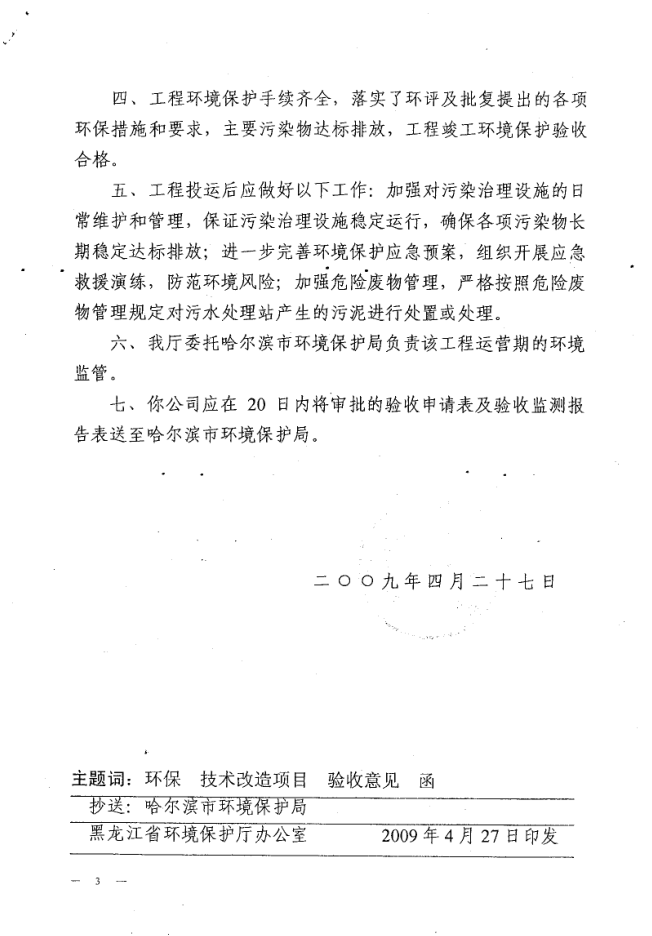 四、工程环境保护手续齐全，落实了环评及批复提出的各项
环保措施和要求，主要污染物达标排放，工程竣工环境保护验收
合格。
五、工程投运后应做好以下工作：加强对污染治理设施的日
常维护和管理，保证污染治理设施稳定运行，确保各项污染物长
期稳定达标排放；进一步完善环境保护应急预案，组织开展应急
救援演练，防范环境风险；加强危险废物管理，严格按照危险废
物管理规定对污水处理站产生的污泥进行处置或处理。
六、我厅委托哈尔滨市环境保护局负责该工程运营期的环境
监管。
七、你公司应在 20 日内将审批的验收申请表及验收监测报
告表送至哈尔滨市环境保护局。
二〇〇九年四月二十七日
主题词：环保 技术改造项目 验收意见 函
抄送：哈尔滨市环境保护局
黑龙江省环境保护厅办公室 2009年4月27日印发
— 3 —